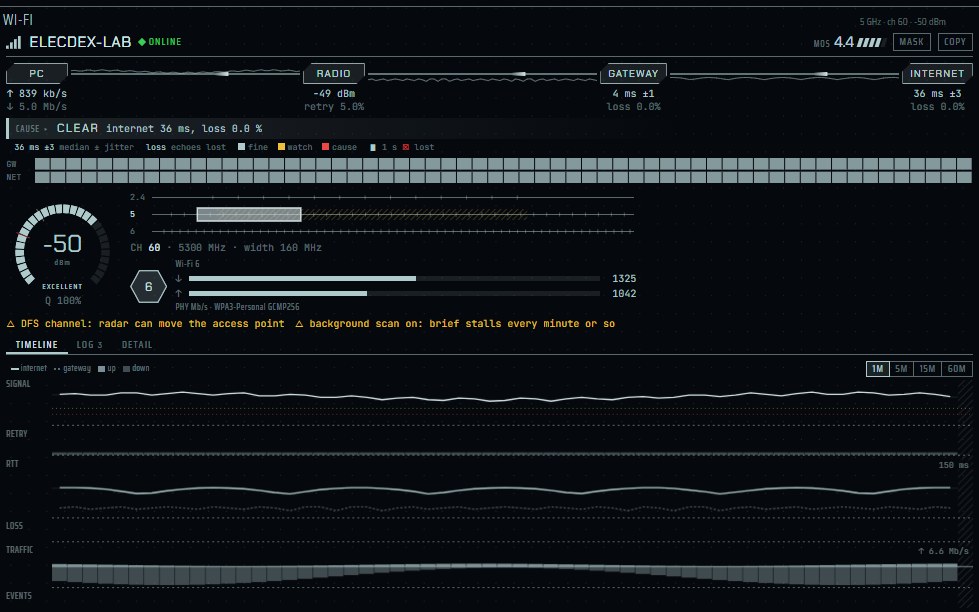 WI-FI
5 GHz · ch 60 · -50 dBm
ELECDEX-LAB ◆ ONLINE
MOS 4.4 MASK COPY
PC RADIO GATEWAY INTERNET
↑ 839 kb/s -49 dBm 4 ms ±1 36 ms ±3
↓ 5.0 Mb/s retry 5.0% loss 0.0% loss 0.0%
CAUSE · CLEAR internet 36 ms, loss 0.0 %
36 ms ±3 median ± jitter loss echoes lost fine watch cause 1 s lost
GW
NET
2.4
5
6
-50
dBm
EXCELLENT
Q 100%
CH 60 · 5300 MHz · width 160 MHz
Wi-Fi 6
6
↓ 1325
↑ 1042
PHY Mb/s · WPA3-Personal GCMP256
△ DFS channel: radar can move the access point △ background scan on: brief stalls every minute or so
TIMELINE LOG 3 DETAIL
internet gateway up down
1M 5M 15M 60M
SIGNAL
RETRY
RTT 150 ms
LOSS
TRAFFIC ↑ 6.6 Mb/s
EVENTS